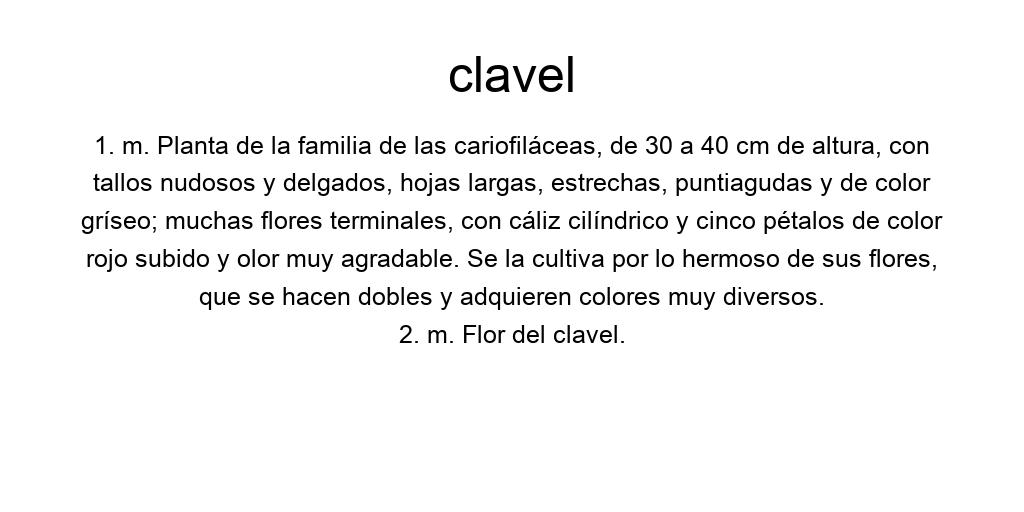 clavel
1. m. Planta de la familia de las cariofiláceas, de 30 a 40 cm de altura, con
tallos nudosos y delgados, hojas largas, estrechas, puntiagudas y de color
gríseo; muchas flores terminales, con cáliz cilíndrico y cinco pétalos de color
rojo subido y olor muy agradable. Se la cultiva por lo hermoso de sus flores,
que se hacen dobles y adquieren colores muy diversos.
2. m. Flor del clavel.